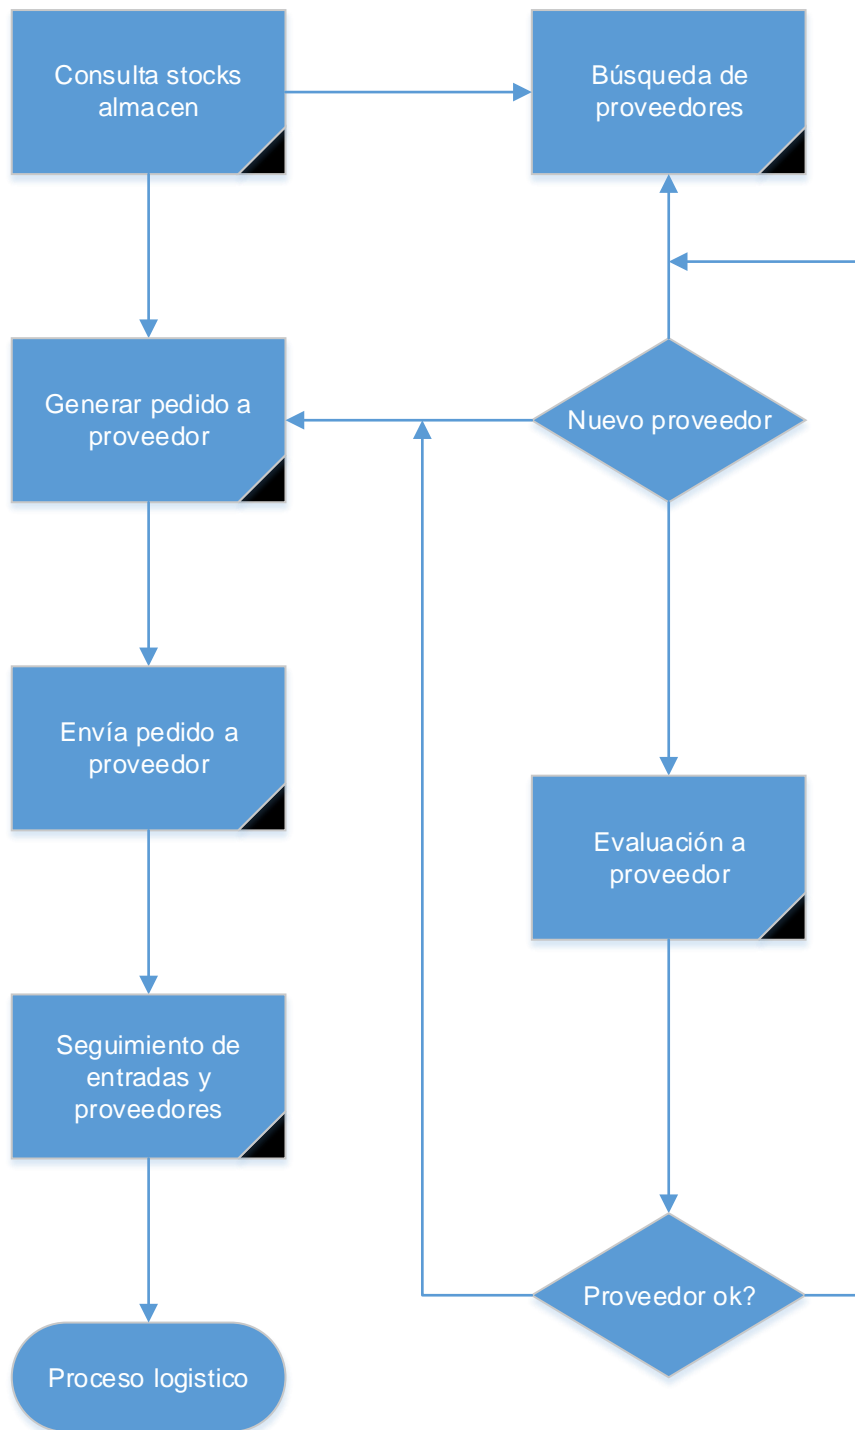 Consulta stocks
almacen
Búsqueda de
proveedores
Generar pedido a
proveedor
Nuevo proveedor
Envía pedido a
proveedor
Evaluación a
proveedor
Seguimiento de
entradas y
proveedores
Proveedor ok?
Proceso logistico